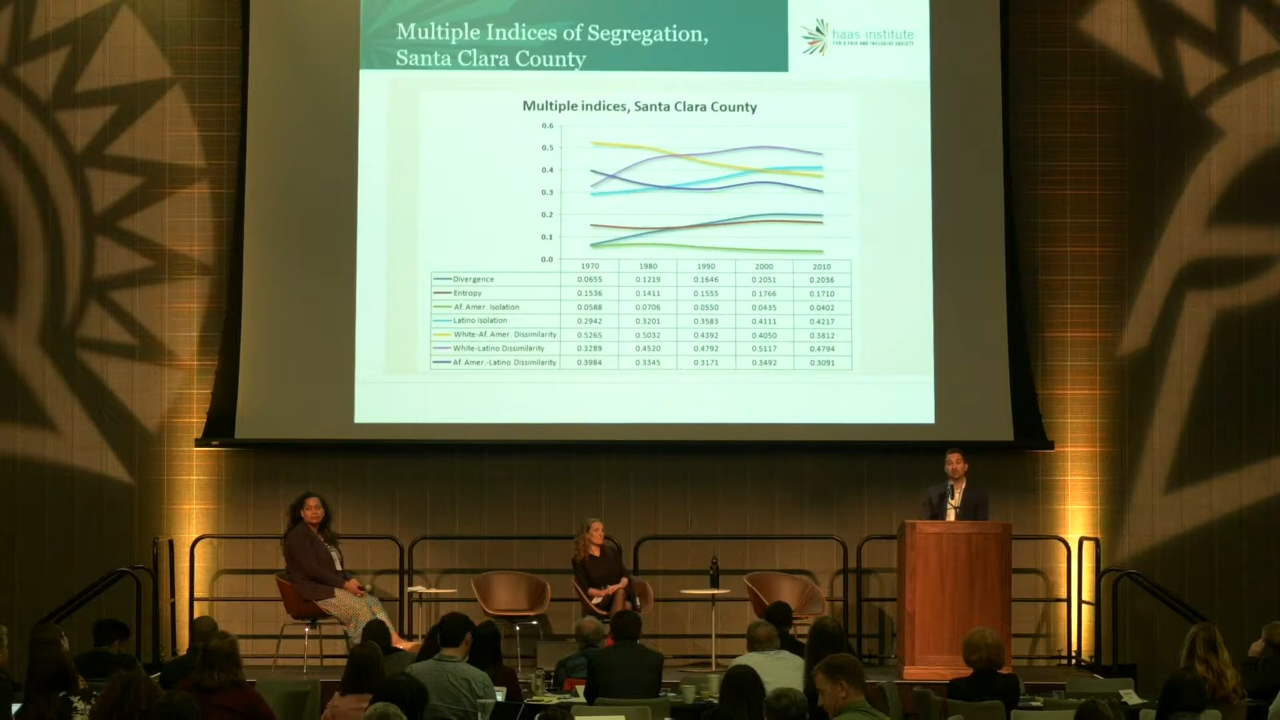 Multiple Indices of Segregation,
Santa Clara County
haas institute
FOR A FAIR AND INCLUSIVE SOCIETY
Multiple indices, Santa Clara County
0.6
0.5
0.4
0.3
0.2
0.1
0.0
1970 1980 1990 2000 2010
Divergence 0.0655 0.1219 0.1646 0.2051 0.2036
Entropy 0.1536 0.1411 0.1555 0.1766 0.1710
Af. Amer. Isolation 0.0588 0.0706 0.0550 0.0435 0.0402
Latino Isolation 0.2942 0.3201 0.3583 0.4111 0.4217
White-Af. Amer. Dissimilarity 0.5265 0.5032 0.4392 0.4050 0.3812
White-Latino Dissimilarity 0.3289 0.4520 0.4792 0.5117 0.4794
Af. Amer.-Latino Dissimilarity 0.3984 0.3345 0.3171 0.3492 0.3091